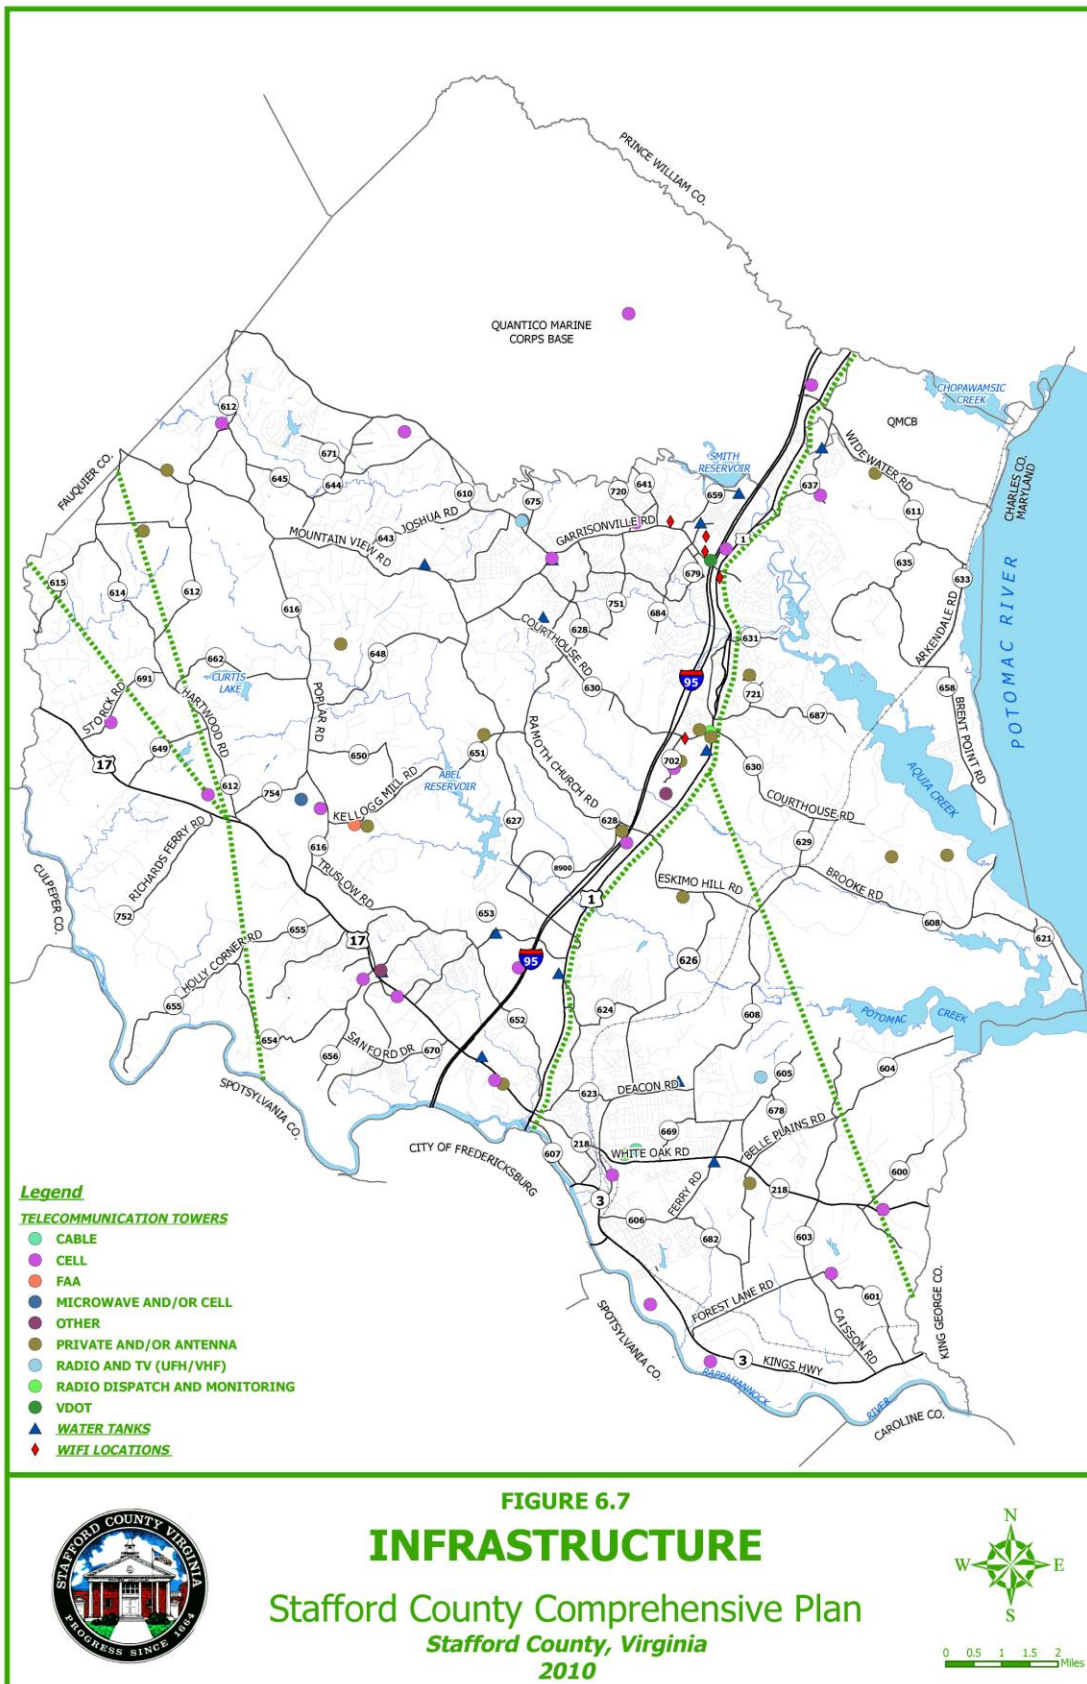 PRINCE WILLIAM CO.
QUANTICO MARINE
CORPS BASE
CHOPAWAMSIC
CREEK
QMCB
612
FAUQUIER CO.
671
645
644
610
675
720
641
SMITH
RESERVOIR
659
637
WIDEWATER RD
611
CHARLES CO.
MARYLAND
JOSHUA RD
643
MOUNTAIN VIEW RD
GARRISONVILLE RD
1
679
635
633
615
614
612
616
751
684
628
COURTHOUSE RD
631
ARKENDALE RD
POTOMAC RIVER
662
648
CURTIS
LAKE
691
STORCK RD
HARTWOOD RD
POPLAR RD
630
95
721
687
658
BRENT POINT RD
649
17
650
651
RAMOTH CHURCH RD
702
630
AQUIA CREEK
612
754
KELLOGG MILL RD
ABEL
RESERVOIR
COURTHOUSE RD
RICHARDS FERRY RD
616
627
628
629
CULPEPER CO.
TRUSLOW RD
8900
1
ESKIMO HILL RD
BROOKE RD
752
653
608
655
17
HOLLY CORNER RD
95
626
621
655
652
624
608
POTOMAC
CREEK
654
656
SANFORD DR
670
623
DEACON RD
605
604
SPOTSYLVANIA CO.
678
BELLE PLAINS RD
CITY OF FREDERICKSBURG
607
218
669
WHITE OAK RD
600
FERRY RD
218
3
606
682
603
FOREST LANE RD
601
CAISSON RD
KING GEORGE CO.
SPOTSYLVANIA CO.
3
KINGS HWY
RAPPAHANNOCK
RIVER
CAROLINE CO.
Legend
TELECOMMUNICATION TOWERS
CABLE
CELL
FAA
MICROWAVE AND/OR CELL
OTHER
PRIVATE AND/OR ANTENNA
RADIO AND TV (UFH/VHF)
RADIO DISPATCH AND MONITORING
VDOT
WATER TANKS
WIFI LOCATIONS
STAFFORD COUNTY VIRGINIA
PROGRESS SINCE 1664
FIGURE 6.7
INFRASTRUCTURE
Stafford County Comprehensive Plan
Stafford County, Virginia
2010
N
W E
S
0 0.5 1 1.5 2
Miles